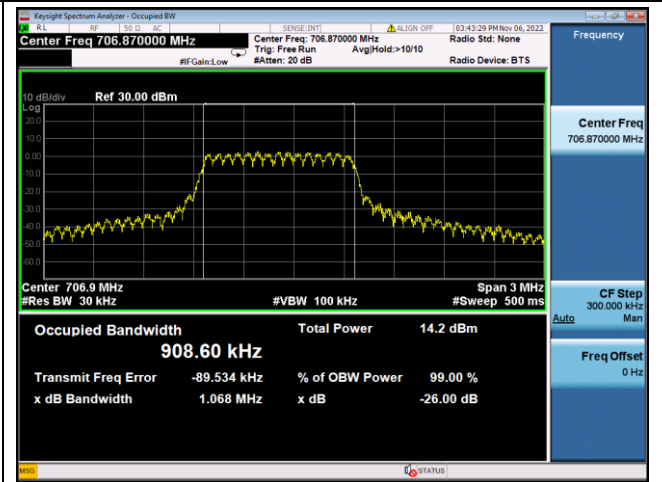 Keysight Spectrum Analyzer - Occupied BW
RL RF 50 Ω AC SENSE:INT ALIGN OFF 03:43:29 PM Nov 06, 2022
Center Freq 706.870000 MHz
Center Freq: 706.870000 MHz Radio Std: None
Trig: Free Run Avg|Hold:>10/10
#IFGain:Low #Atten: 20 dB Radio Device: BTS
Frequency
10 dB/div Ref 30.00 dBm
Log
20.0
10.0
0.00
-10.0
-20.0
-30.0
-40.0
-50.0
-60.0
Center Freq
706.870000 MHz
Center 706.9 MHz Span 3 MHz
#Res BW 30 kHz #VBW 100 kHz #Sweep 500 ms
CF Step
300.000 kHz
Auto Man
Occupied Bandwidth Total Power 14.2 dBm
908.60 kHz
Freq Offset
0 Hz
Transmit Freq Error -89.534 kHz % of OBW Power 99.00 %
x dB Bandwidth 1.068 MHz x dB -26.00 dB
MSG STATUS